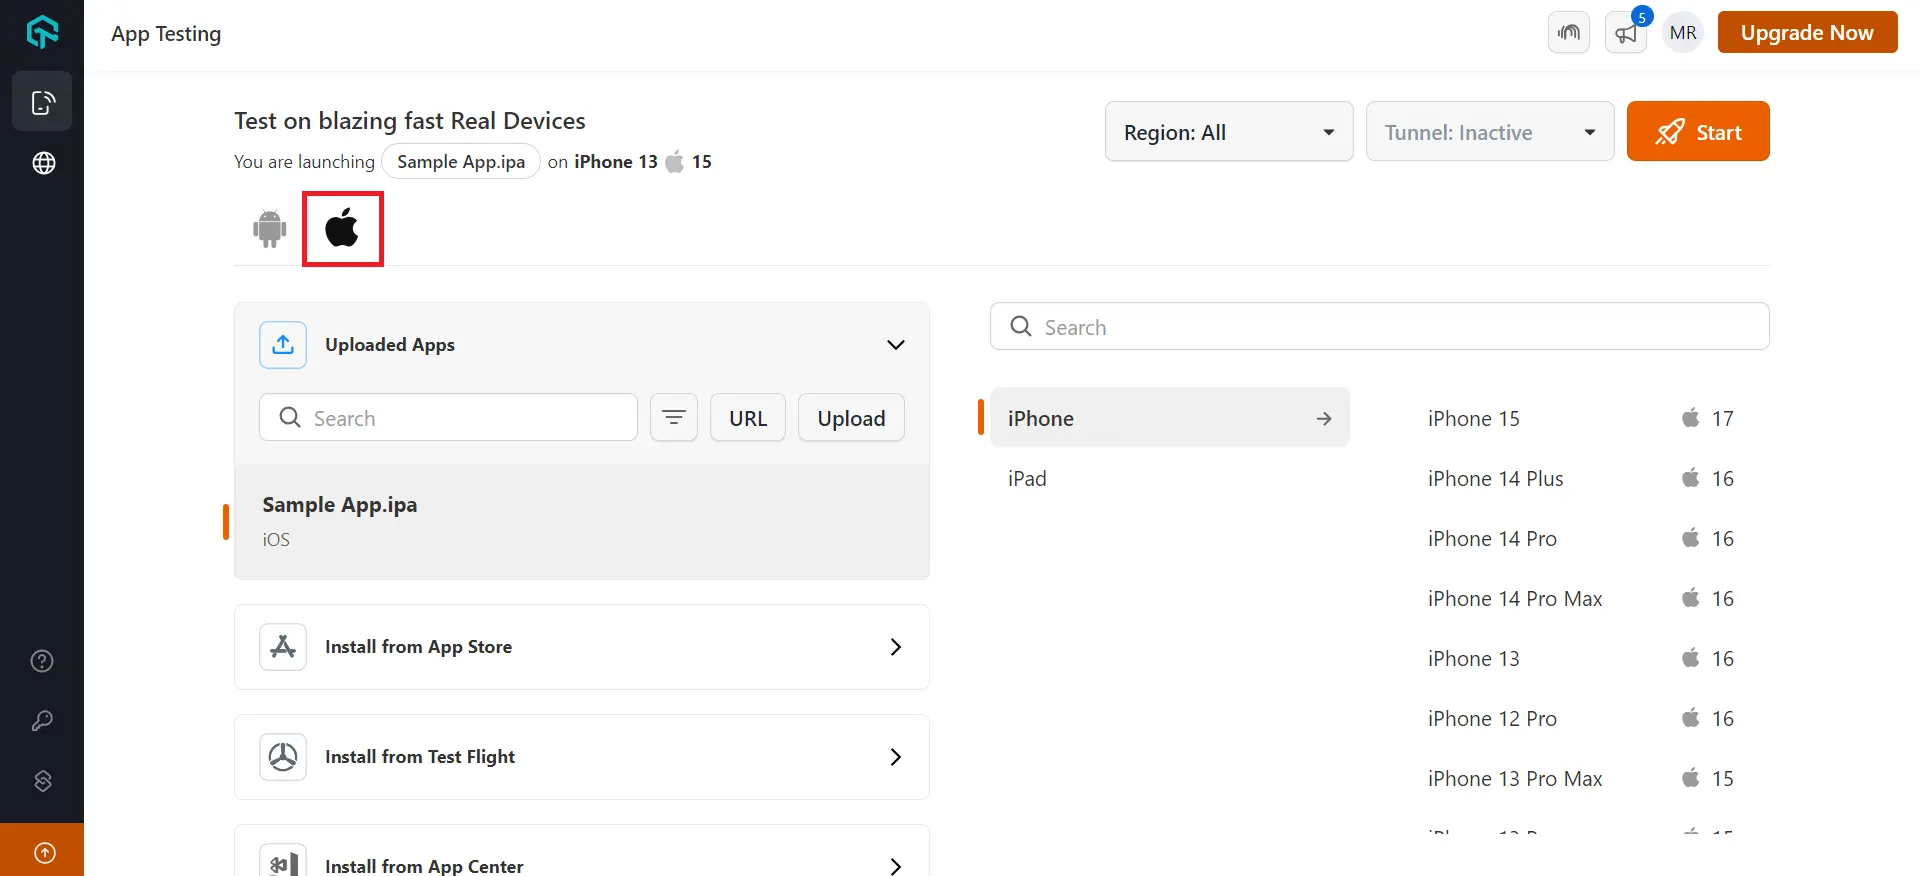 App Testing
5
MR
Upgrade Now
Test on blazing fast Real Devices
You are launching Sample App.ipa on iPhone 13 15
Region: All
Tunnel: Inactive
Start
Uploaded Apps
Search
URL
Upload
Sample App.ipa
iOS
Install from App Store
Install from Test Flight
Install from App Center
Search
iPhone
iPad
iPhone 15 17
iPhone 14 Plus 16
iPhone 14 Pro 16
iPhone 14 Pro Max 16
iPhone 13 16
iPhone 12 Pro 16
iPhone 13 Pro Max 15